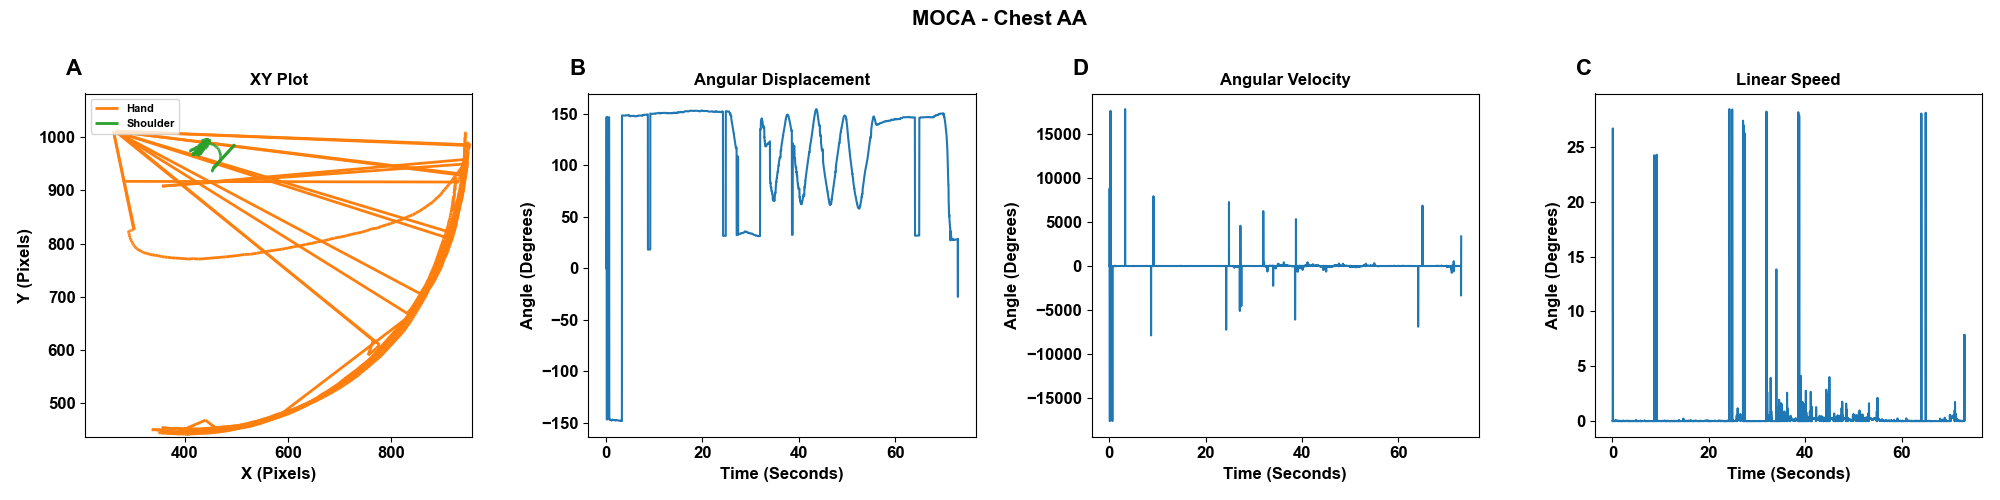 MOCA - Chest AA
A
XY Plot
Hand
Shoulder
Y (Pixels)
1000
900
800
700
600
500
400
600
800
X (Pixels)
B
Angular Displacement
Angle (Degrees)
150
100
50
0
−50
−100
−150
0
20
40
60
Time (Seconds)
D
Angular Velocity
Angle (Degrees)
15000
10000
5000
0
−5000
−10000
−15000
0
20
40
60
Time (Seconds)
C
Linear Speed
Angle (Degrees)
25
20
15
10
5
0
0
20
40
60
Time (Seconds)